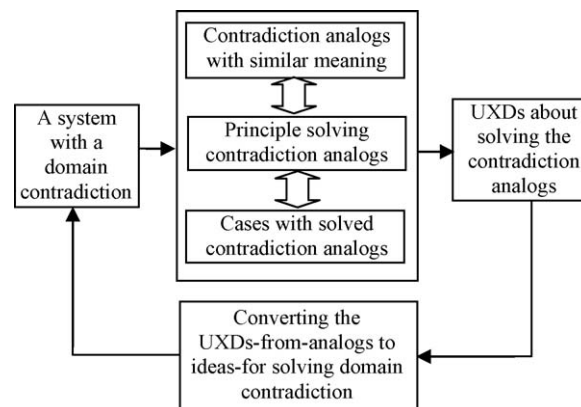 Contradiction analogs
with similar meaning
A system
with a
domain
contradiction
Principle solving
contradiction analogs
UXDs about
solving the
contradiction
analogs
Cases with solved
contradiction analogs
Converting the
UXDs-from-analogs to
ideas-for solving domain
contradiction